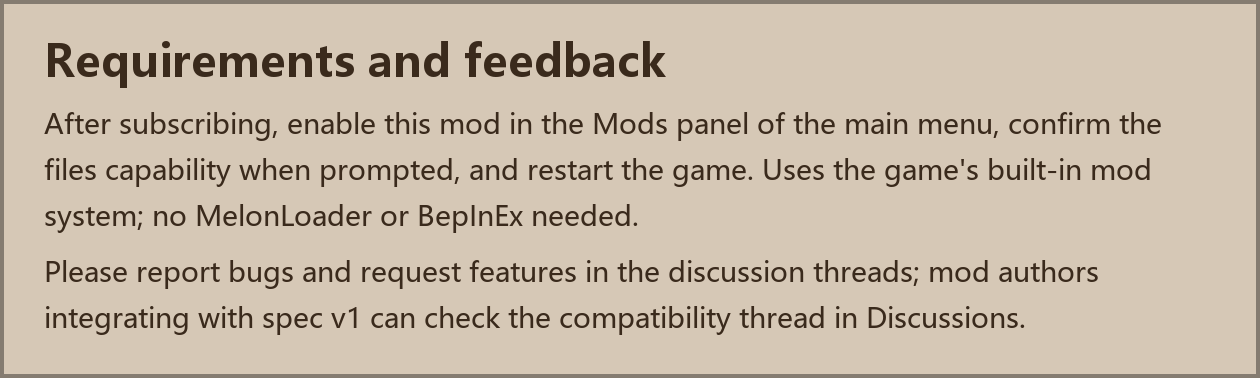 Requirements and feedback
After subscribing, enable this mod in the Mods panel of the main menu, confirm the
files capability when prompted, and restart the game. Uses the game's built-in mod
system; no MelonLoader or BepInEx needed.
Please report bugs and request features in the discussion threads; mod authors
integrating with spec v1 can check the compatibility thread in Discussions.